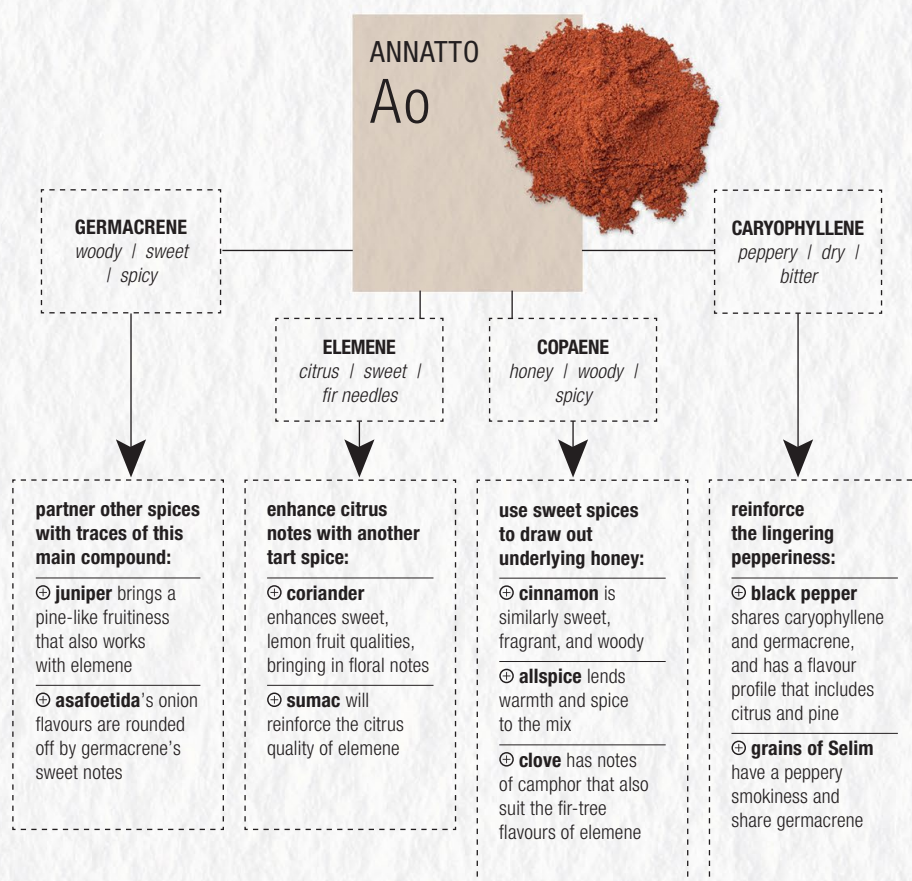 ANNATTO
Ao
GERMACRENE
woody | sweet
| spicy
CARYOPHYLLENE
peppery | dry |
bitter
ELEMENE
citrus | sweet |
fir needles
COPAENE
honey | woody |
spicy
partner other spices
with traces of this
main compound:
⊕ juniper brings a
pine-like fruitiness
that also works
with elemene
⊕ asafoetida's onion
flavours are rounded
off by germacrene's
sweet notes
enhance citrus
notes with another
tart spice:
⊕ coriander
enhances sweet,
lemon fruit qualities,
bringing in floral notes
⊕ sumac will
reinforce the citrus
quality of elemene
use sweet spices
to draw out
underlying honey:
⊕ cinnamon is
similarly sweet,
fragrant, and woody
⊕ allspice lends
warmth and spice
to the mix
⊕ clove has notes
of camphor that also
suit the fir-tree
flavours of elemene
reinforce
the lingering
pepperiness:
⊕ black pepper
shares caryophyllene
and germacrene,
and has a flavour
profile that includes
citrus and pine
⊕ grains of Selim
have a peppery
smokiness and
share germacrene